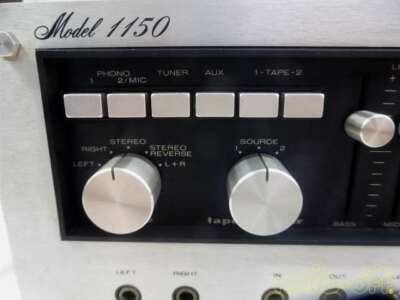 Model 1150
PHONO TUNER AUX 1-TAPE-2
1 2/MIC
STEREO SOURCE
RIGHT STEREO REVERSE 1 2
LEFT L+R
BASS
LEFT RIGHT IN OUT